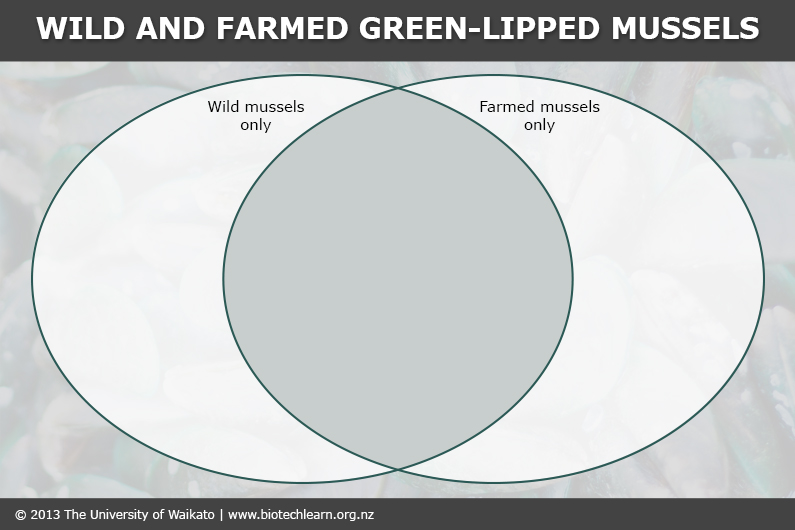 WILD AND FARMED GREEN-LIPPED MUSSELS
Wild mussels
only
Farmed mussels
only
© 2013 The University of Waikato | www.biotechlearn.org.nz